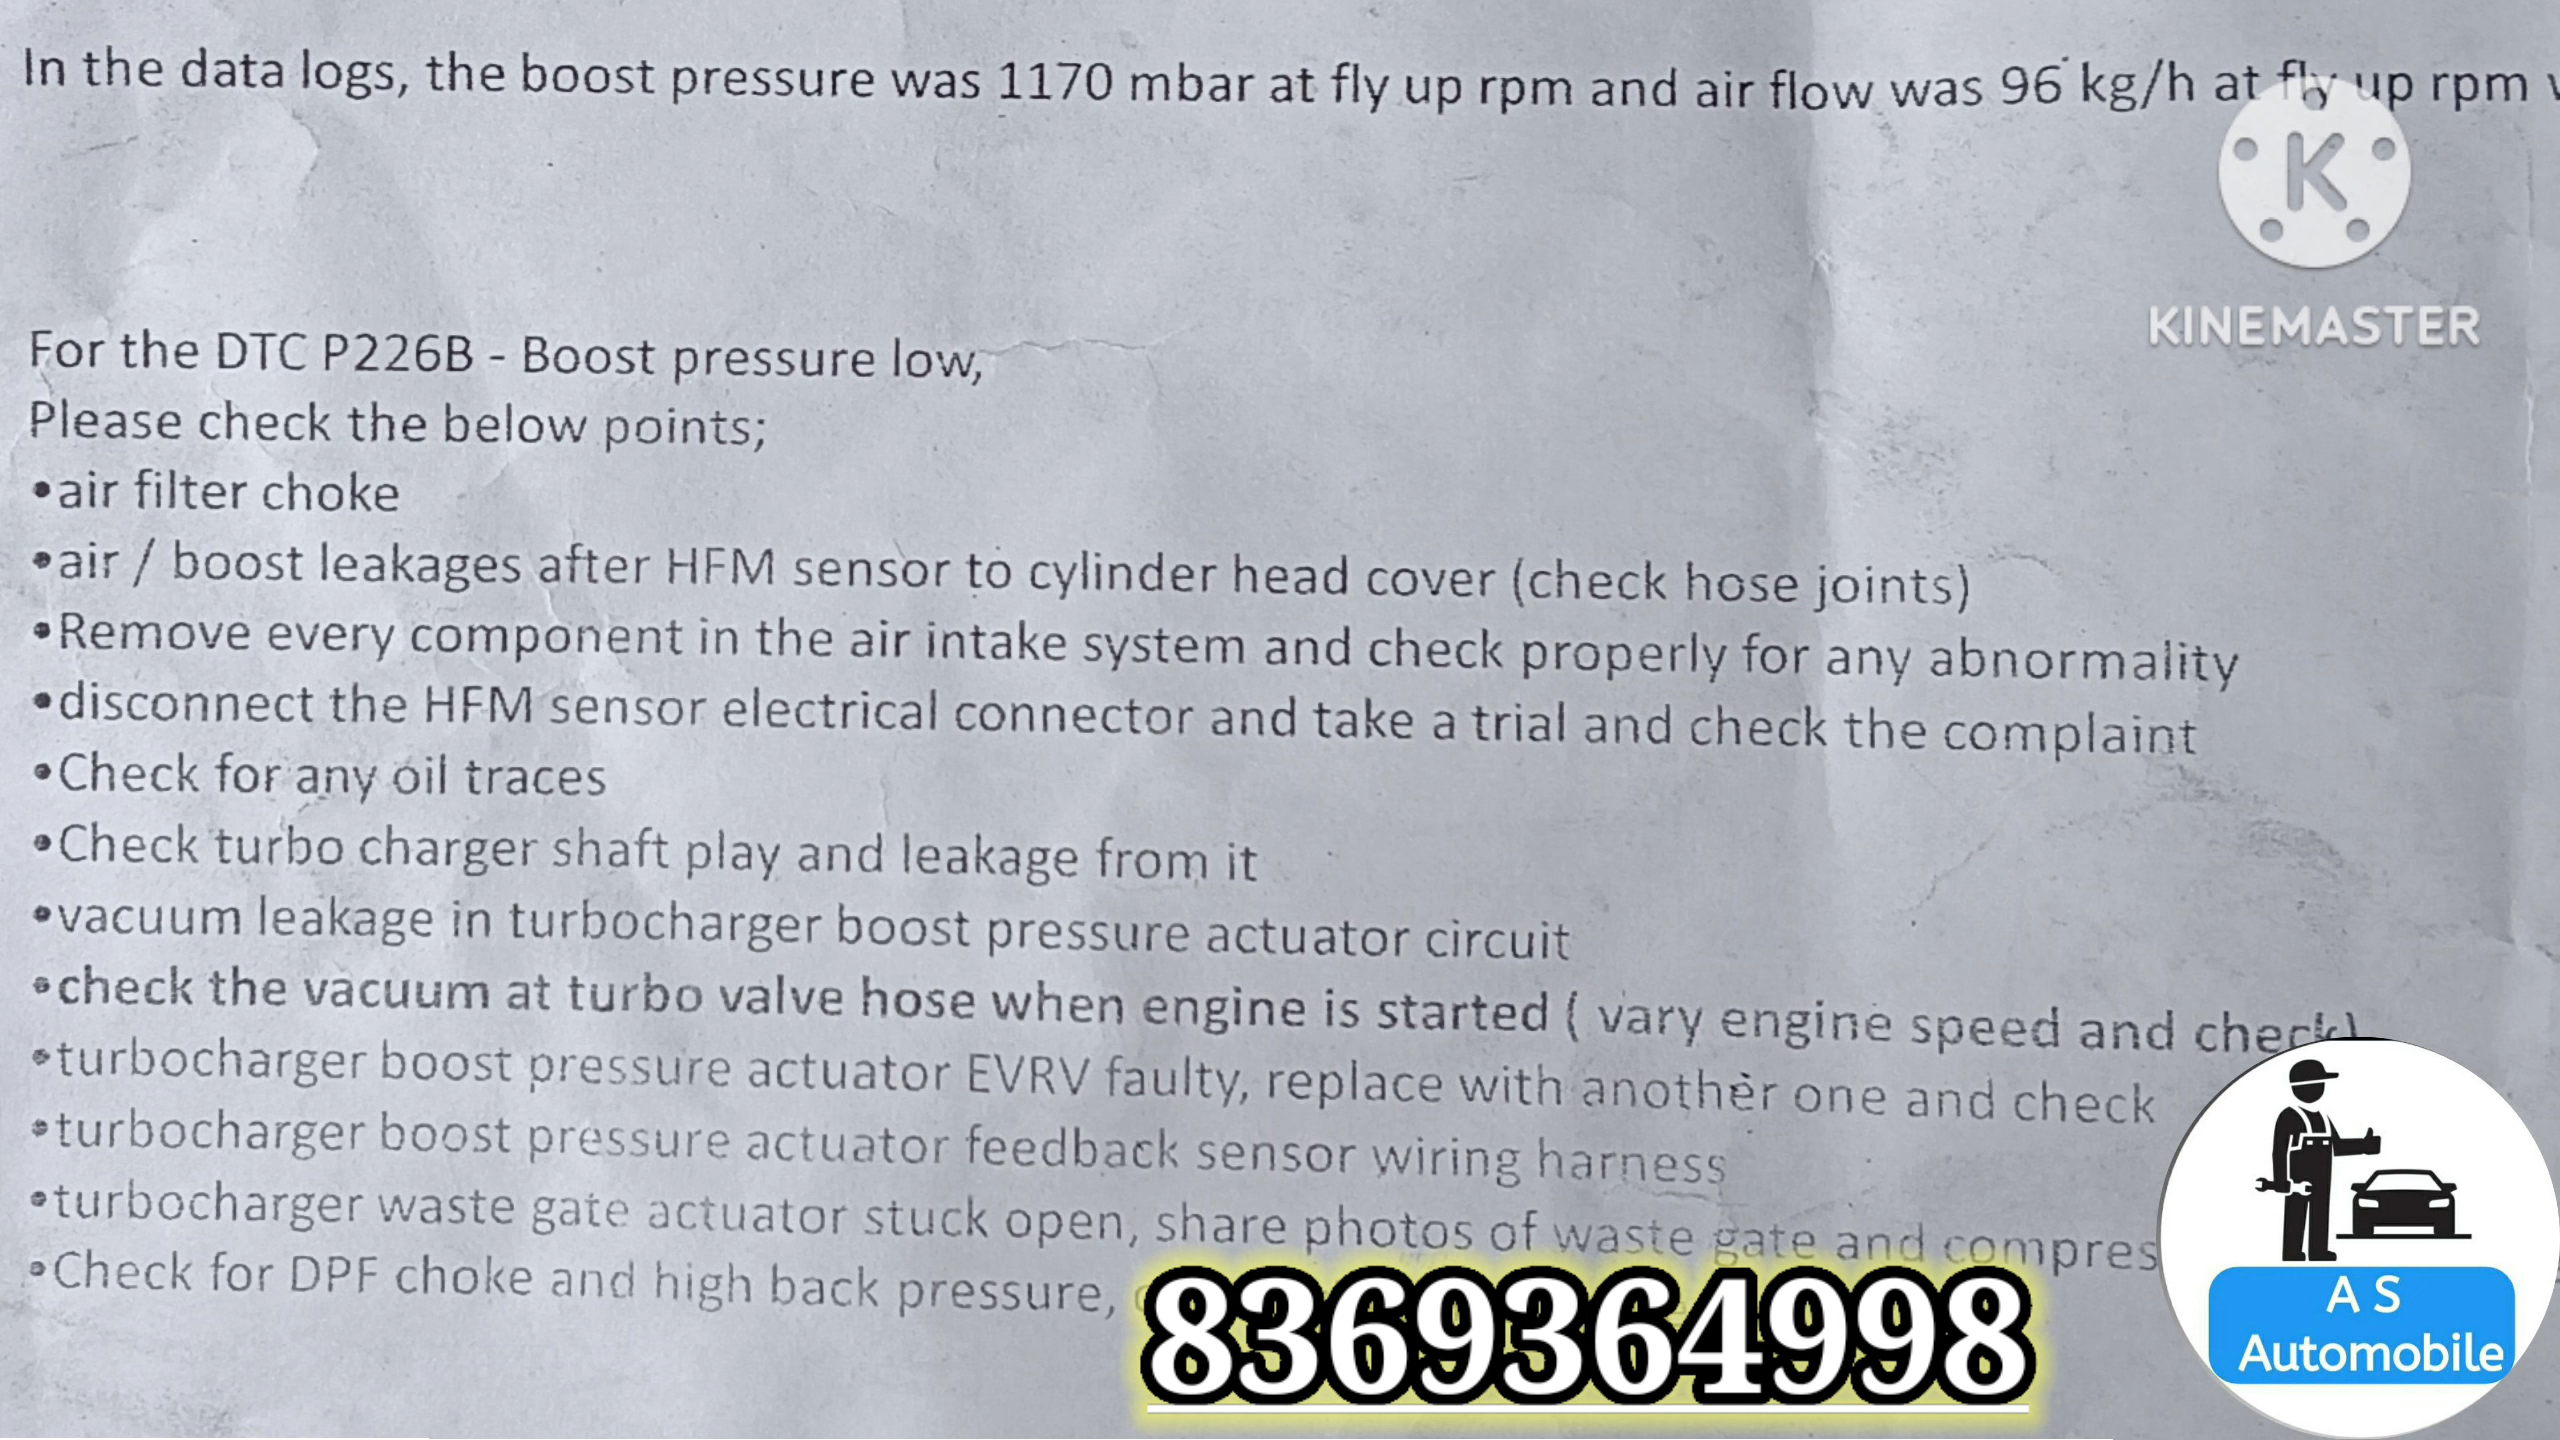 In the data logs, the boost pressure was 1170 mbar at fly up rpm and air flow was 96 kg/h at fly up rpm
K
KINEMASTER
For the DTC P226B - Boost pressure low,
Please check the below points;
•air filter choke
•air / boost leakages after HFM sensor to cylinder head cover (check hose joints)
•Remove every component in the air intake system and check properly for any abnormality
•disconnect the HFM sensor electrical connector and take a trial and check the complaint
•Check for any oil traces
•Check turbo charger shaft play and leakage from it
•vacuum leakage in turbocharger boost pressure actuator circuit
•check the vacuum at turbo valve hose when engine is started ( vary engine speed and check)
•turbocharger boost pressure actuator EVRV faulty, replace with another one and check
•turbocharger boost pressure actuator feedback sensor wiring harness
•turbocharger waste gate actuator stuck open, share photos of waste gate and compres
•Check for DPF choke and high back pressure,
8369364998
A S
Automobile